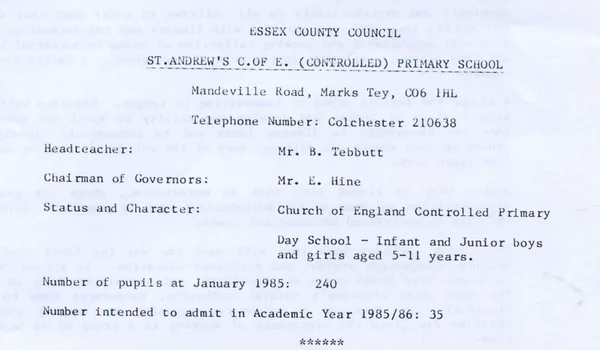 ESSEX COUNTY COUNCIL
ST.ANDREW'S C.OF E. (CONTROLLED) PRIMARY SCHOOL
Mandeville Road, Marks Tey, CO6 1HL
Telephone Number: Colchester 210638
Headteacher: Mr. B. Tebbutt
Chairman of Governors: Mr. E. Hine
Status and Character: Church of England Controlled Primary
Day School - Infant and Junior boys
and girls aged 5-11 years.
Number of pupils at January 1985: 240
Number intended to admit in Academic Year 1985/86: 35
******